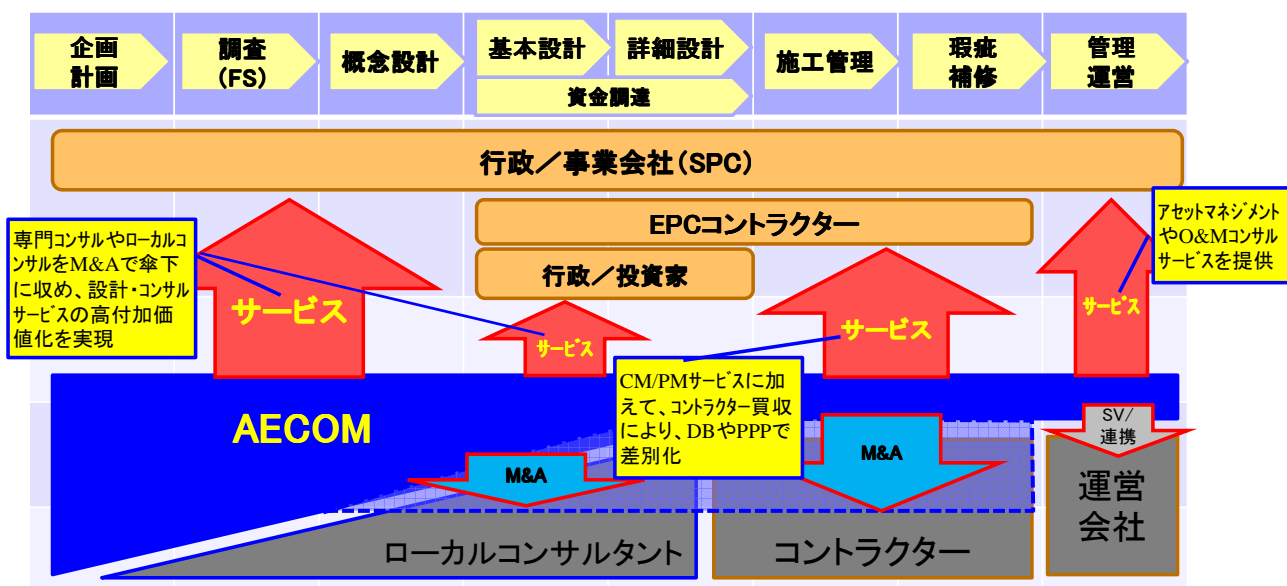 企画
計画
調査
(FS)
概念設計
基本設計
詳細設計
施工管理
瑕疵
補修
管理
運営
資金調達
行政／事業会社(SPC)
EPCコントラクター
行政／投資家
専門コンサルやローカルコ
ンサルをM&Aで傘下
に収め、設計・コンサル
サービスの高付加価
値化を実現
アセットマネジメント
やO&Mコンサル
サービスを提供
サービス
サービス
サービス
サービス
CM/PMサービスに加
えて、コントラクター買収
により、DBやPPPで
差別化
AECOM
M&A
M&A
SV/
連携
ローカルコンサルタント
コントラクター
運営
会社